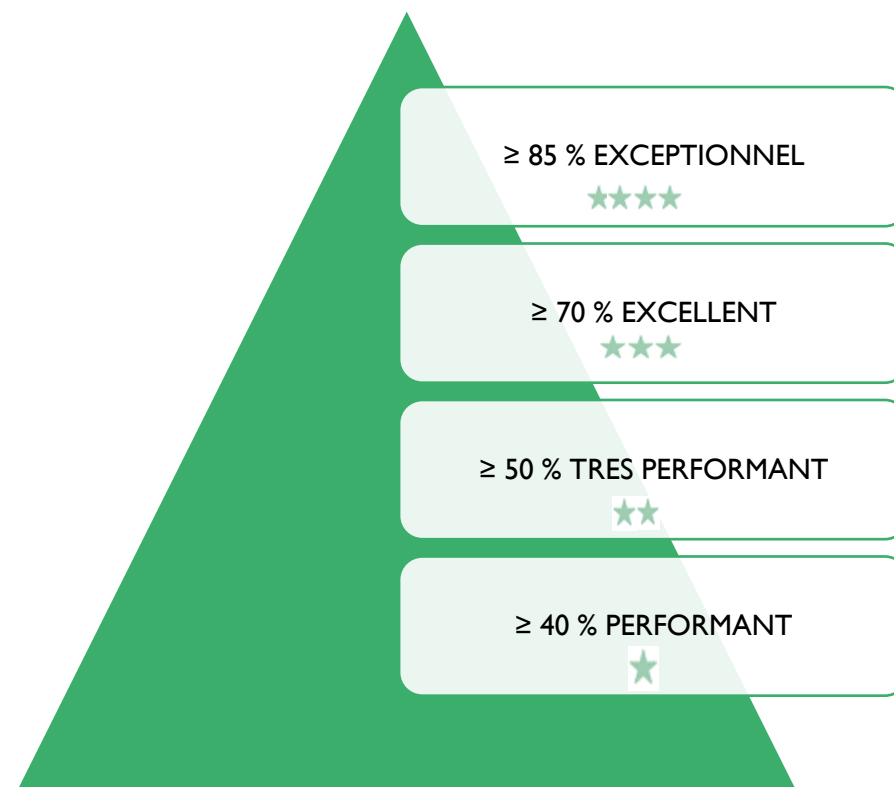 ≥ 85 % EXCEPTIONNEL
≥ 70 % EXCELLENT
≥ 50 % TRES PERFORMANT
≥ 40 % PERFORMANT